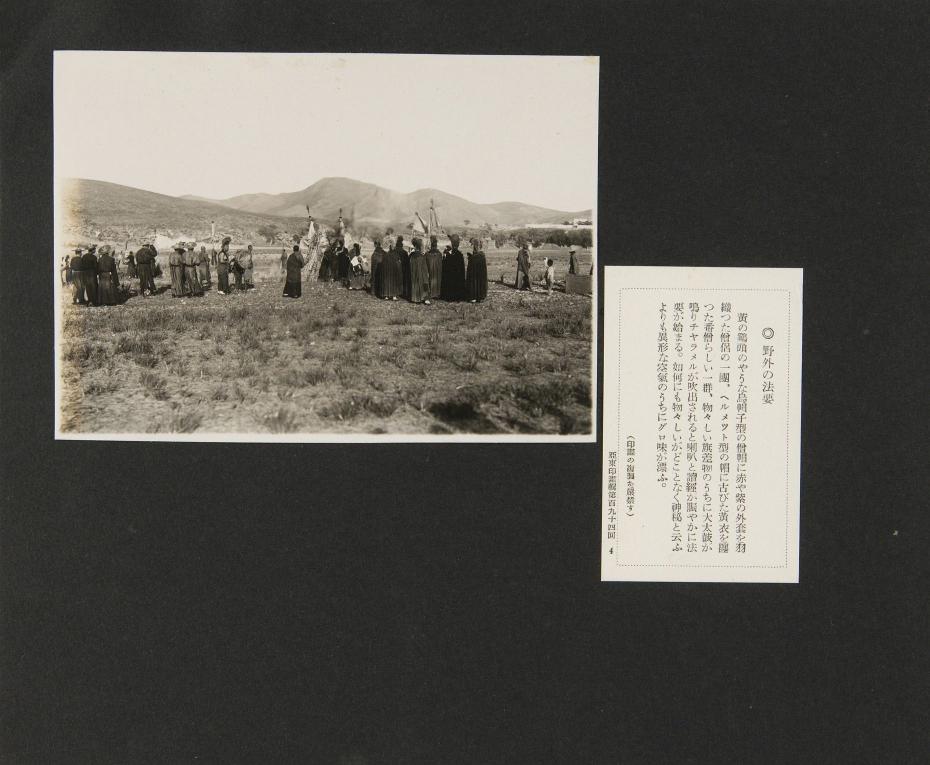 ◎ 野外の法要
黄の鶏頭のやうな烏帽子型の僧帽に赤や紫の外套を羽
織つた僧侶の一團、ヘルメツト型の帽に古びた黄衣を纏
つた番僧らしい一群、物々しい旗差物のうちに大太鼓が
鳴りチヤラメルが吹出されると喇叭と讀經が賑やかに法
要が始まる。如何にも物々しいがどことなく神秘と云ふ
よりも異形な空氣のうちにグロ味が漂ふ。
(印畫の複製を嚴禁す)
亞東印畫輯第百九十四回 4